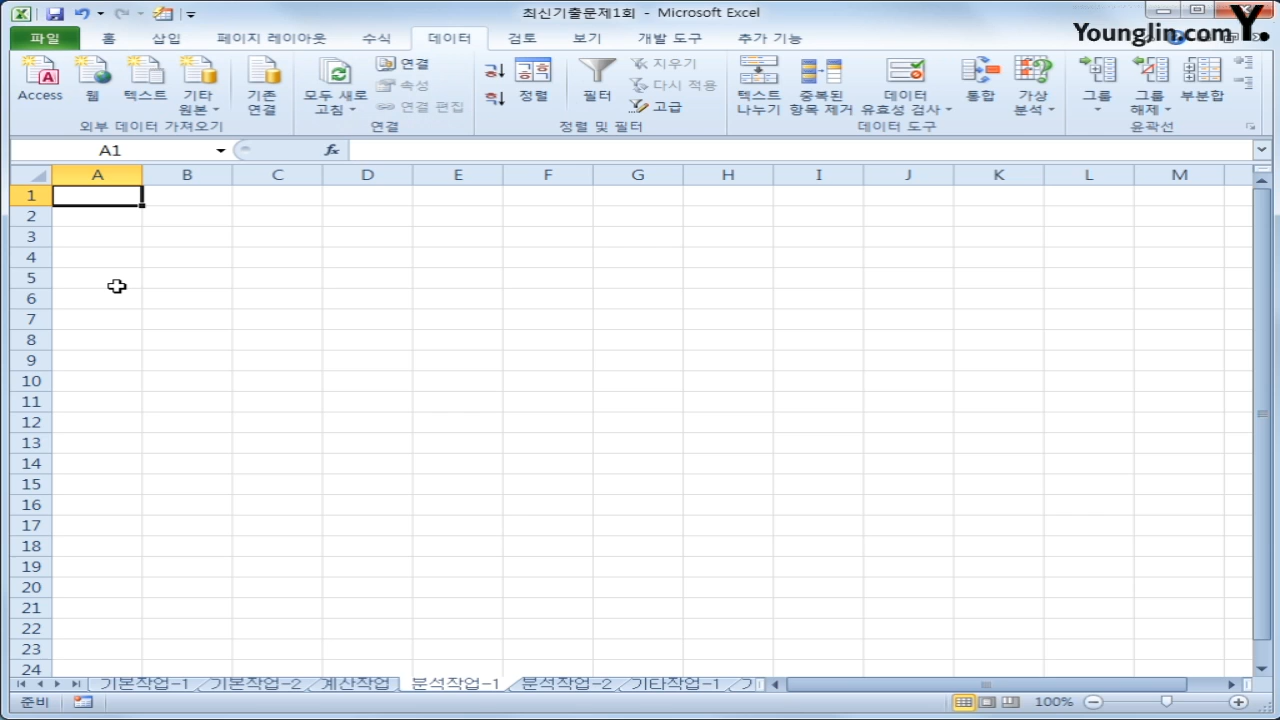 최신기출문제1회 - Microsoft Excel
YoungJin.com Y.
파일 홈 삽입 페이지 레이아웃 수식 데이터 검토 보기 개발 도구 추가 기능
Access 웹 텍스트 기타 원본 기존 연결 모두 새로 고침 연결 속성 연결 편집 정렬 필터 지우기 다시 적용 고급 텍스트 나누기 중복된 항목 제거 데이터 유효성 검사 통합 가상 분석 그룹 그룹 해제 부분합
외부 데이터 가져오기 연결 정렬 및 필터 데이터 도구 윤곽선
A1 fx
A B C D E F G H I J K L M
1
2
3
4
5
6
7
8
9
10
11
12
13
14
15
16
17
18
19
20
21
22
23
24
기본작업-1 기본작업-2 계산작업 분석작업-1 분석작업-2 기타작업-1
준비 100%